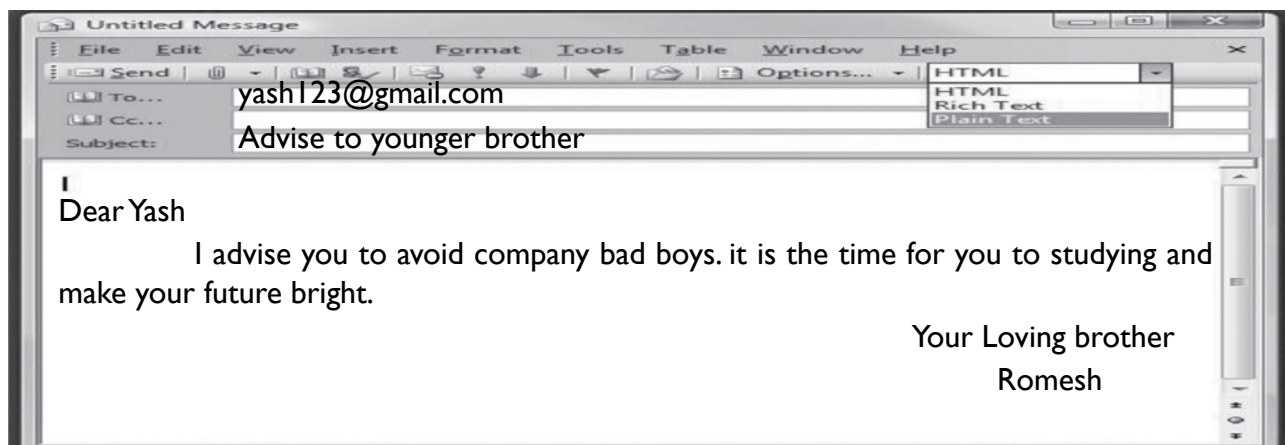 Untitled Message
File Edit View Insert Format Tools Table Window Help
Send Options... HTML
To... yash123@gmail.com HTML
Rich Text
Cc... Plain Text
Subject: Advise to younger brother
Dear Yash
I advise you to avoid company bad boys. it is the time for you to studying and
make your future bright.
Your Loving brother
Romesh